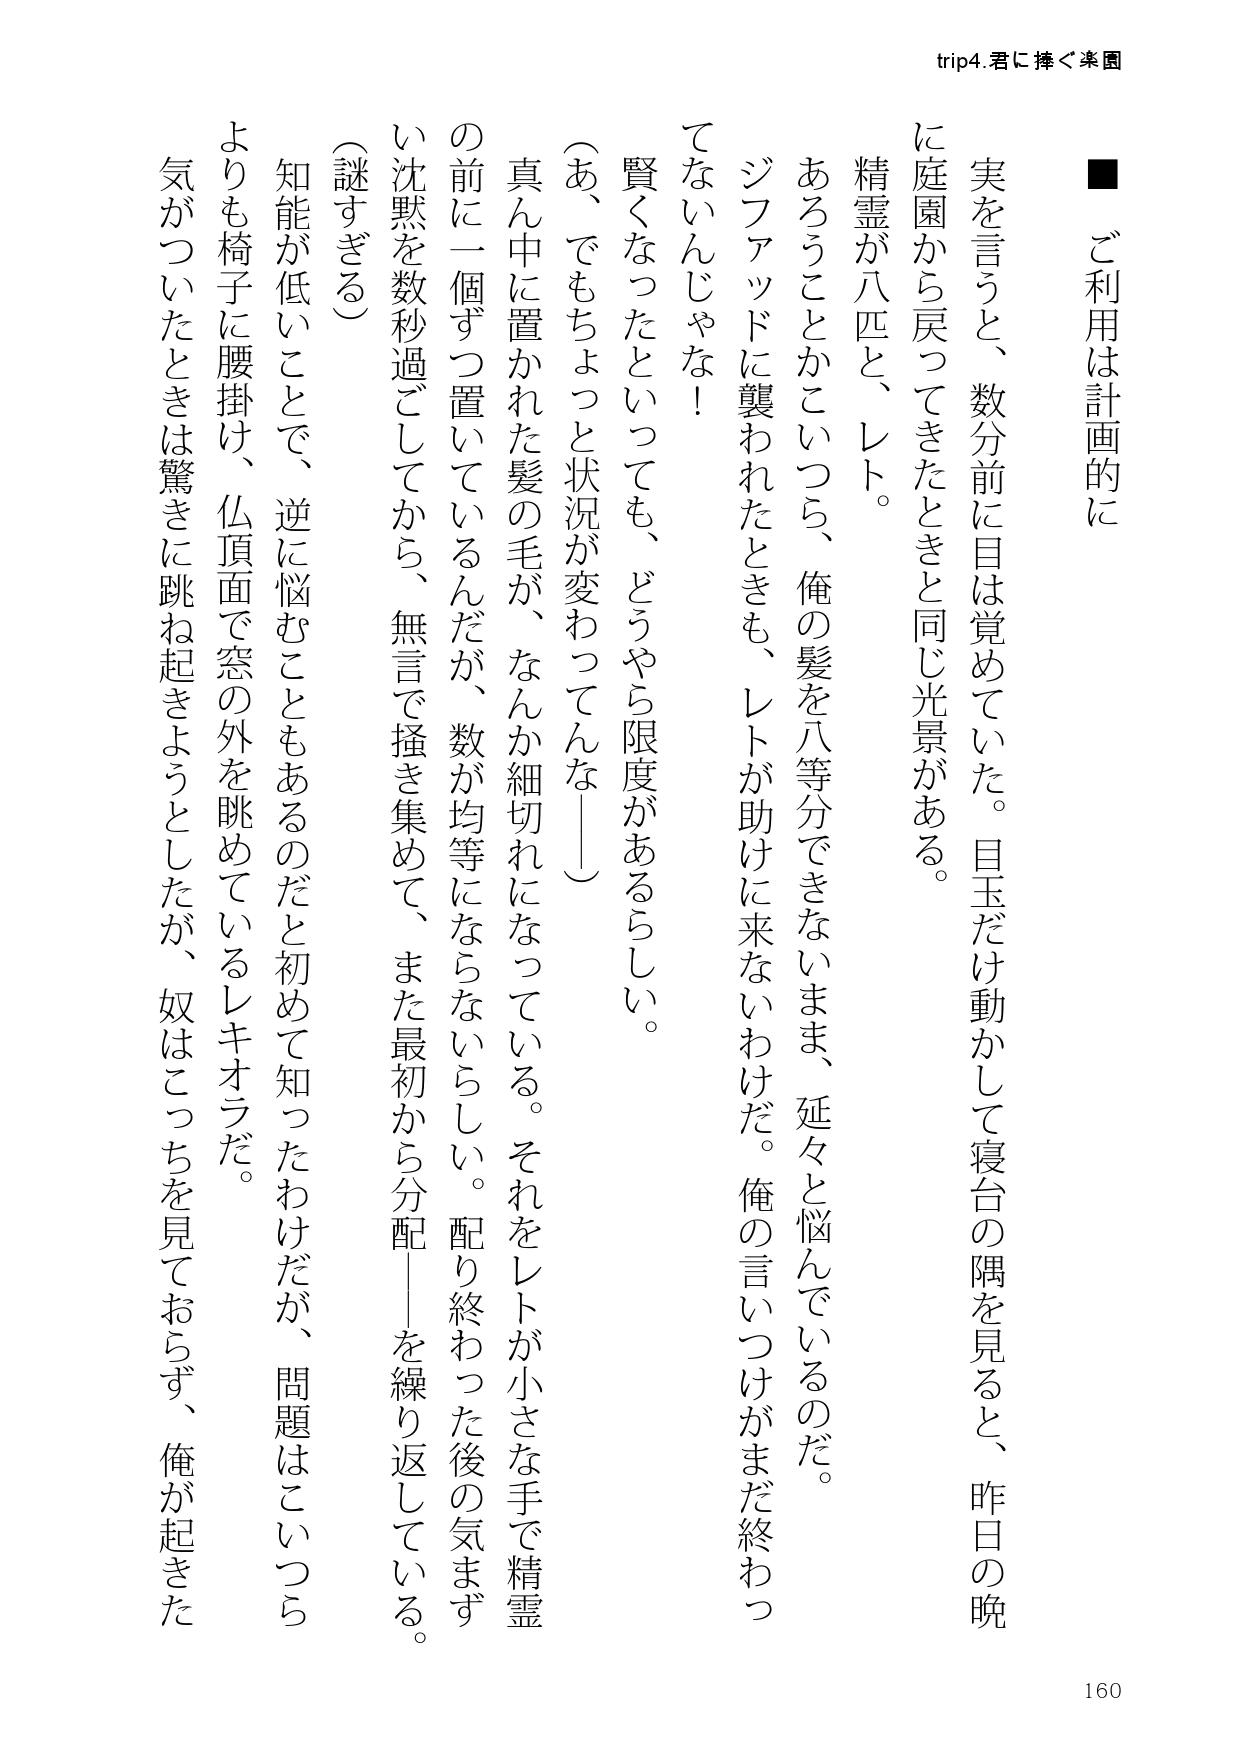 trip4.君に捧ぐ楽園
■　ご利用は計画的に
　実を言うと、数分前に目は覚めていた。目玉だけ動かして寝台の隅を見ると、昨日の晩
に庭園から戻ってきたときと同じ光景がある。
　精霊が八匹と、レト。
　あろうことかこいつら、俺の髪を八等分できないまま、延々と悩んでいるのだ。
　ジファッドに襲われたときも、レトが助けに来ないわけだ。俺の言いつけがまだ終わっ
てないんじゃな！
　賢くなったといっても、どうやら限度があるらしい。
（あ、でもちょっと状況が変わってんな――）
　真ん中に置かれた髪の毛が、なんか細切れになっている。それをレトが小さな手で精霊
の前に一個ずつ置いているんだが、数が均等にならないらしい。配り終わった後の気まず
い沈黙を数秒過ごしてから、無言で掻き集めて、また最初から分配――を繰り返している。
（謎すぎる）
　知能が低いことで、逆に悩むこともあるのだと初めて知ったわけだが、問題はこいつら
よりも椅子に腰掛け、仏頂面で窓の外を眺めているレキオラだ。
　気がついたときは驚きに跳ね起きようとしたが、奴はこっちを見ておらず、俺が起きた
160